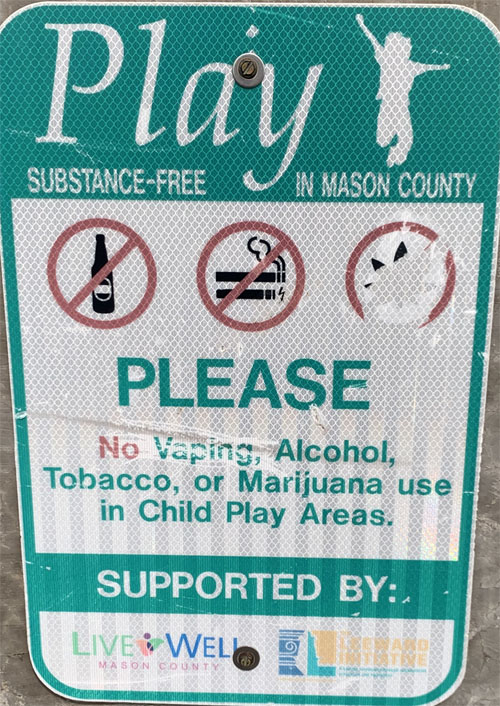 Play
SUBSTANCE-FREE IN MASON COUNTY
PLEASE
No Vaping, Alcohol,
Tobacco, or Marijuana use
in Child Play Areas.
SUPPORTED BY:
LIVE WELL
MASON COUNTY